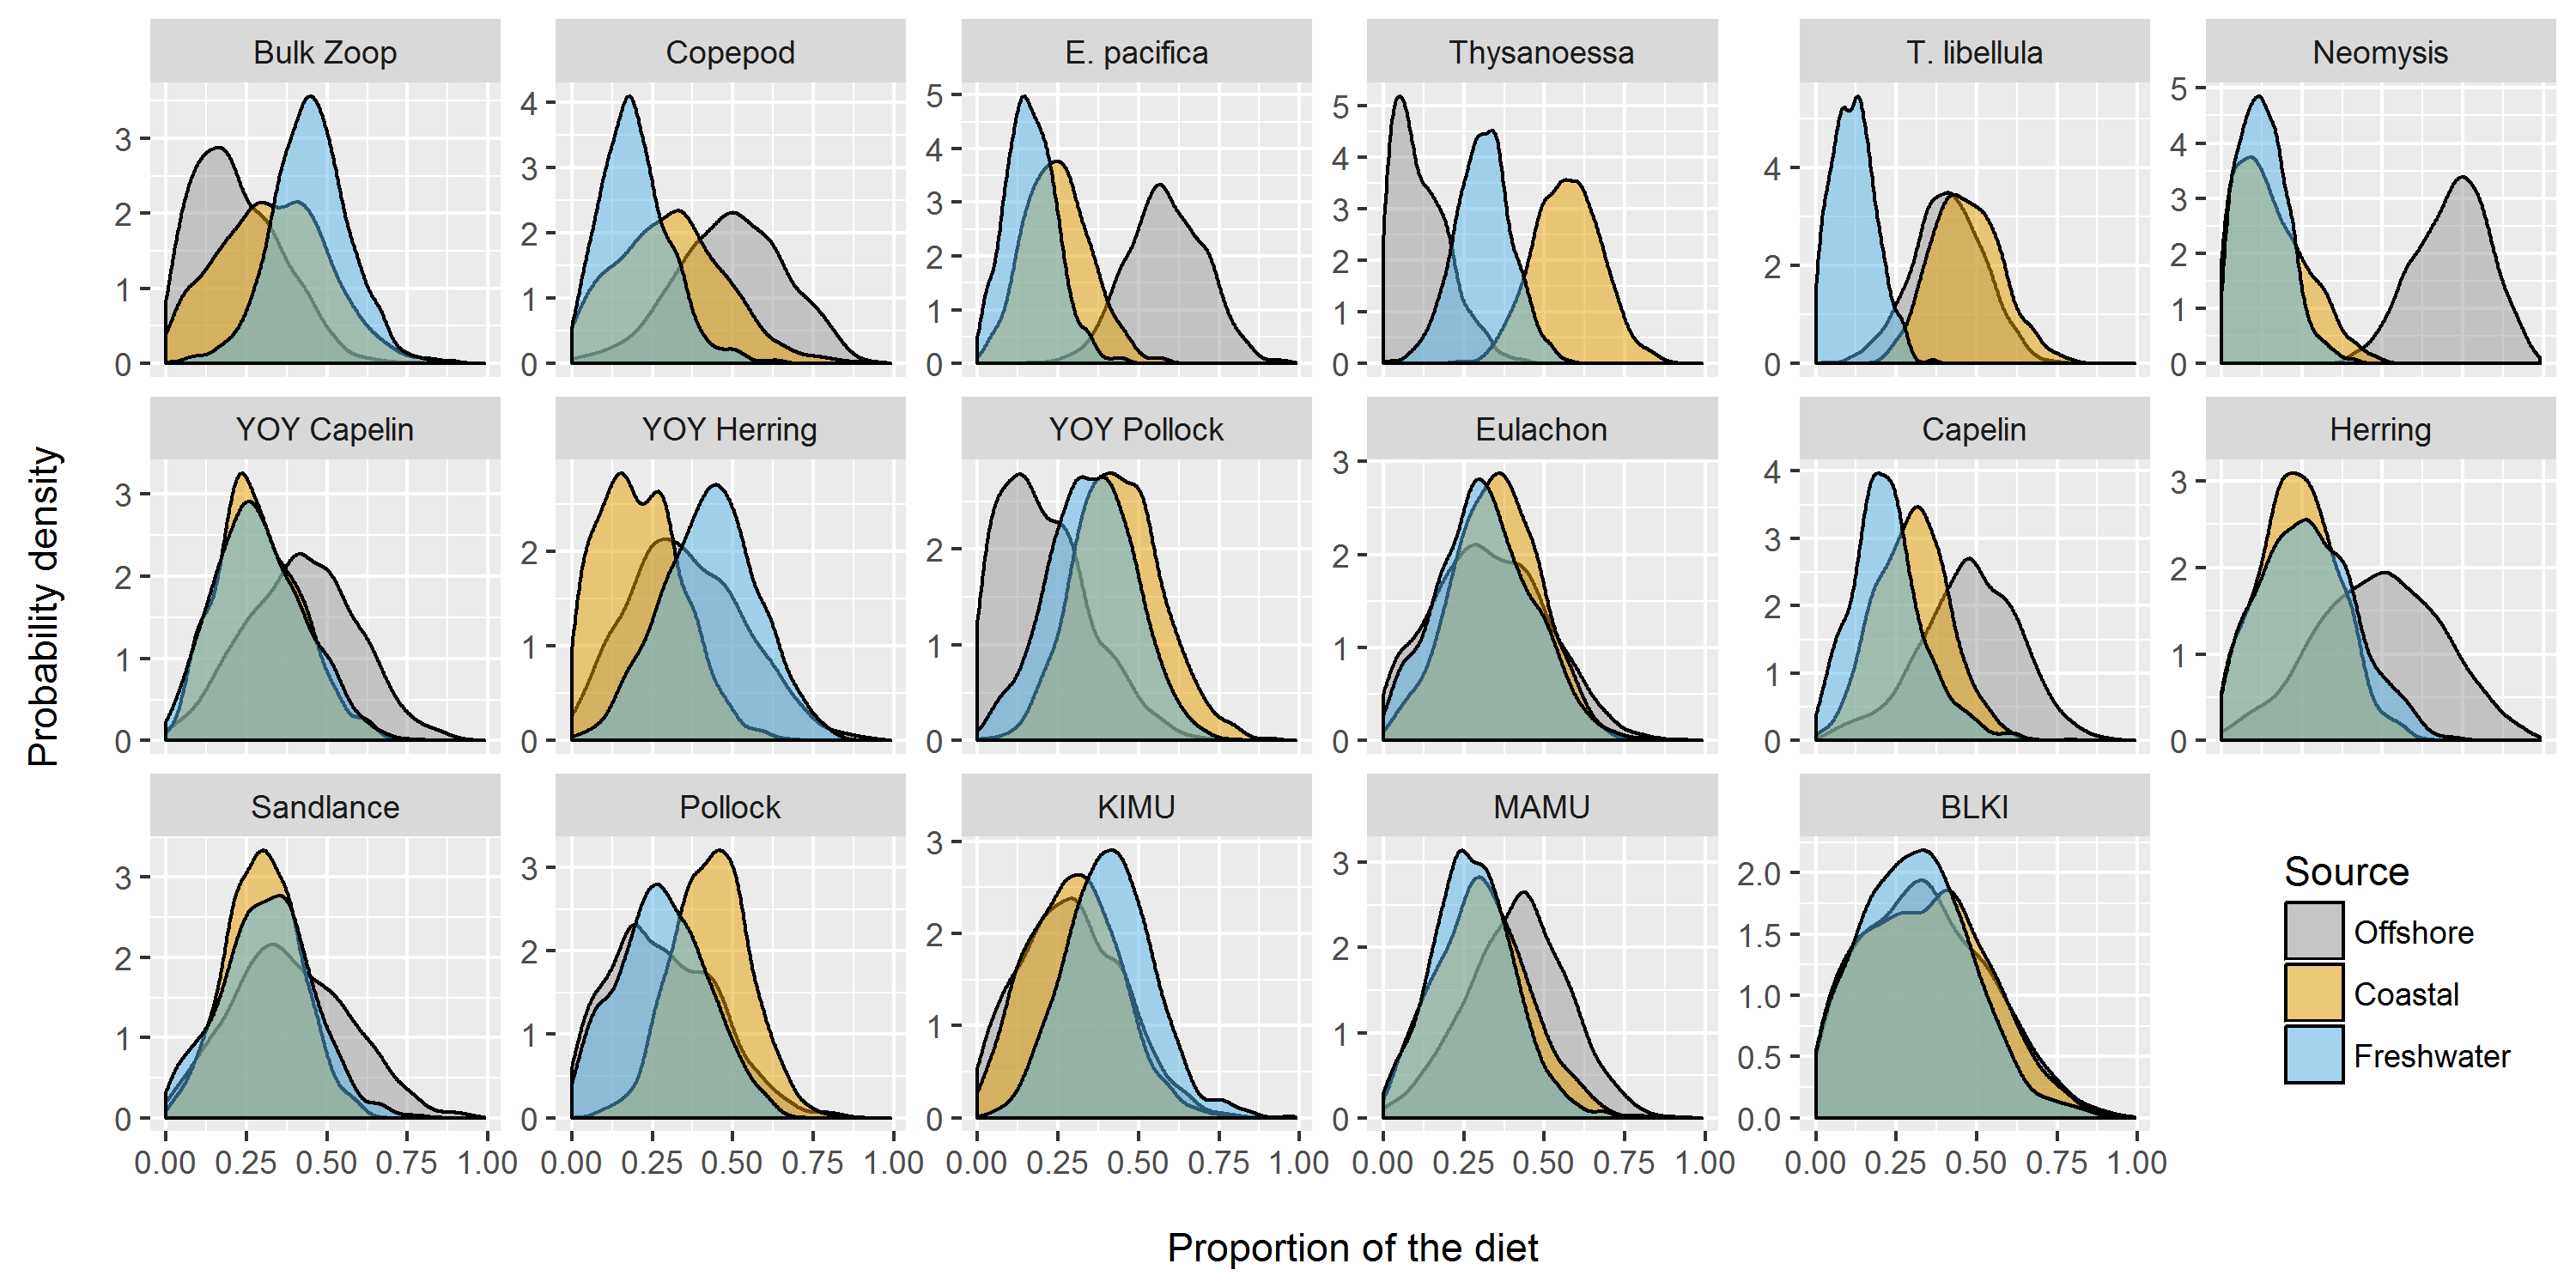 Bulk Zoop Copepod E. pacifica Thysanoessa T. libellula Neomysis
3 2 1 0
4 3 2 1 0
5 4 3 2 1 0
5 4 3 2 1 0
4 2 0
5 4 3 2 1 0
YOY Capelin YOY Herring YOY Pollock Eulachon Capelin Herring
3 2 1 0
2 1 0
2 1 0
3 2 1 0
4 3 2 1 0
3 2 1 0
Probability density
Sandlance Pollock KIMU MAMU BLKI
3 2 1 0
3 2 1 0
3 2 1 0
3 2 1 0
2.0 1.5 1.0 0.5 0.0
0.00 0.25 0.50 0.75 1.00 0.00 0.25 0.50 0.75 1.00 0.00 0.25 0.50 0.75 1.00 0.00 0.25 0.50 0.75 1.00 0.00 0.25 0.50 0.75 1.00
Source
Offshore
Coastal
Freshwater
Proportion of the diet